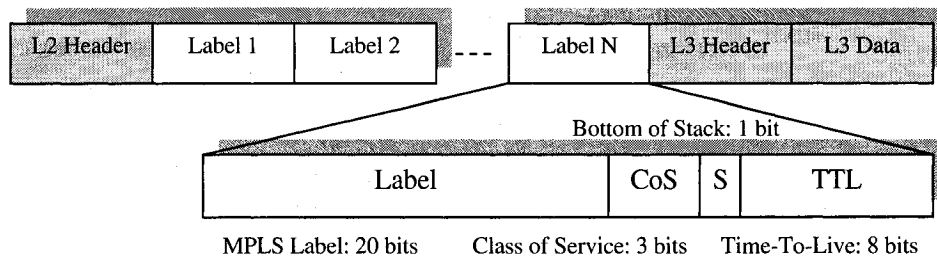 L2 Header Label 1 Label 2 --- Label N L3 Header L3 Data
Bottom of Stack: 1 bit
Label CoS S TTL
MPLS Label: 20 bits Class of Service: 3 bits Time-To-Live: 8 bits